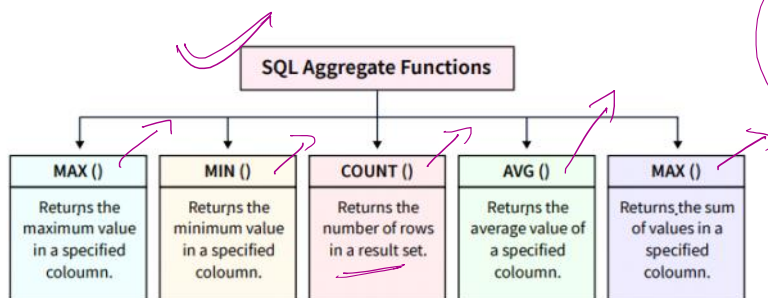 SQL Aggregate Functions
MAX ()
Returns the
maximum value
in a specified
coloumn.
MIN ()
Returns the
minimum value
in a specified
coloumn.
COUNT ()
Returns the
number of rows
in a result set.
AVG ()
Returns the
average value of
a specified
coloumn.
MAX ()
Returns the sum
of values in a
specified
coloumn.